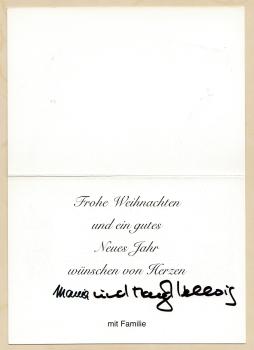 Frohe Weihnachten
und ein gutes
Neues Jahr
wünschen von Herzen
Maria und
mit Familie